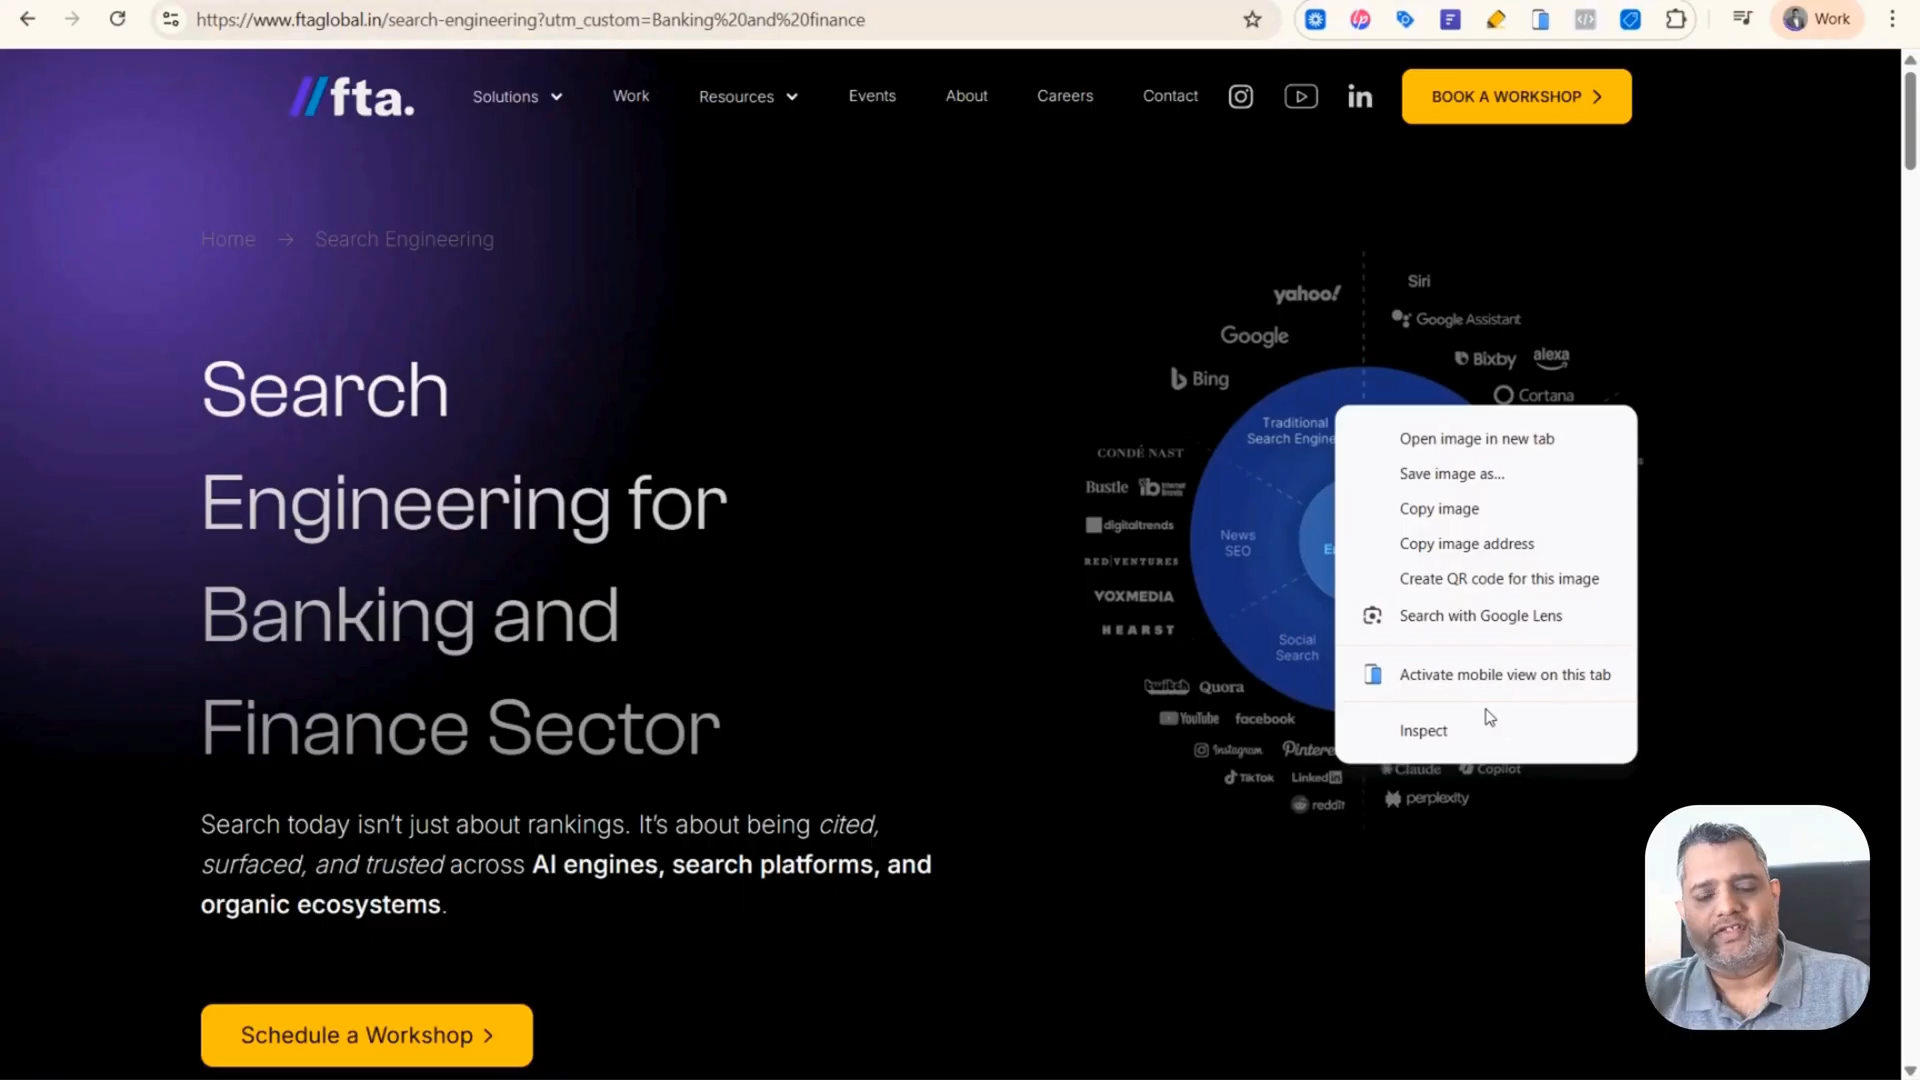 https://www.ftaglobal.in/search-engineering?utm_custom=Banking%20and%20finance
Work
//fta.
Solutions
Work
Resources
Events
About
Careers
Contact
BOOK A WORKSHOP
Home → Search Engineering
Search
Engineering for
Banking and
Finance Sector
Search today isn't just about rankings. It's about being cited,
surfaced, and trusted across AI engines, search platforms, and
organic ecosystems.
Schedule a Workshop
yahoo!
Google
Bing
Siri
Google Assistant
Bixby
alexa
Cortana
Traditional
Search Engine
CONDÉ NAST
Bustle
digitaltrends
RED|VENTURES
VOXMEDIA
HEARST
News
SEO
Social
Search
twitch Quora
YouTube facebook
Instagram
TikTok LinkedIn
reddit
Claude Copilot
perplexity
Open image in new tab
Save image as...
Copy image
Copy image address
Create QR code for this image
Search with Google Lens
Activate mobile view on this tab
Inspect